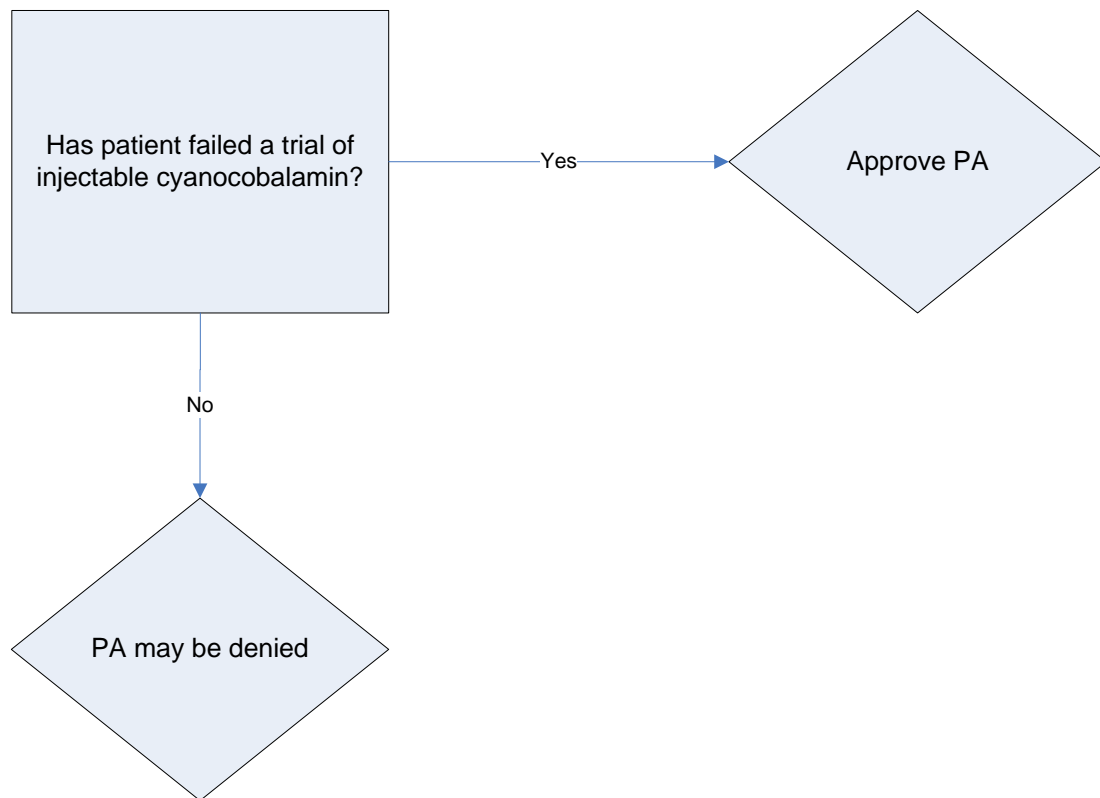 Has patient failed a trial of
injectable cyanocobalamin?
Yes
Approve PA
No
PA may be denied